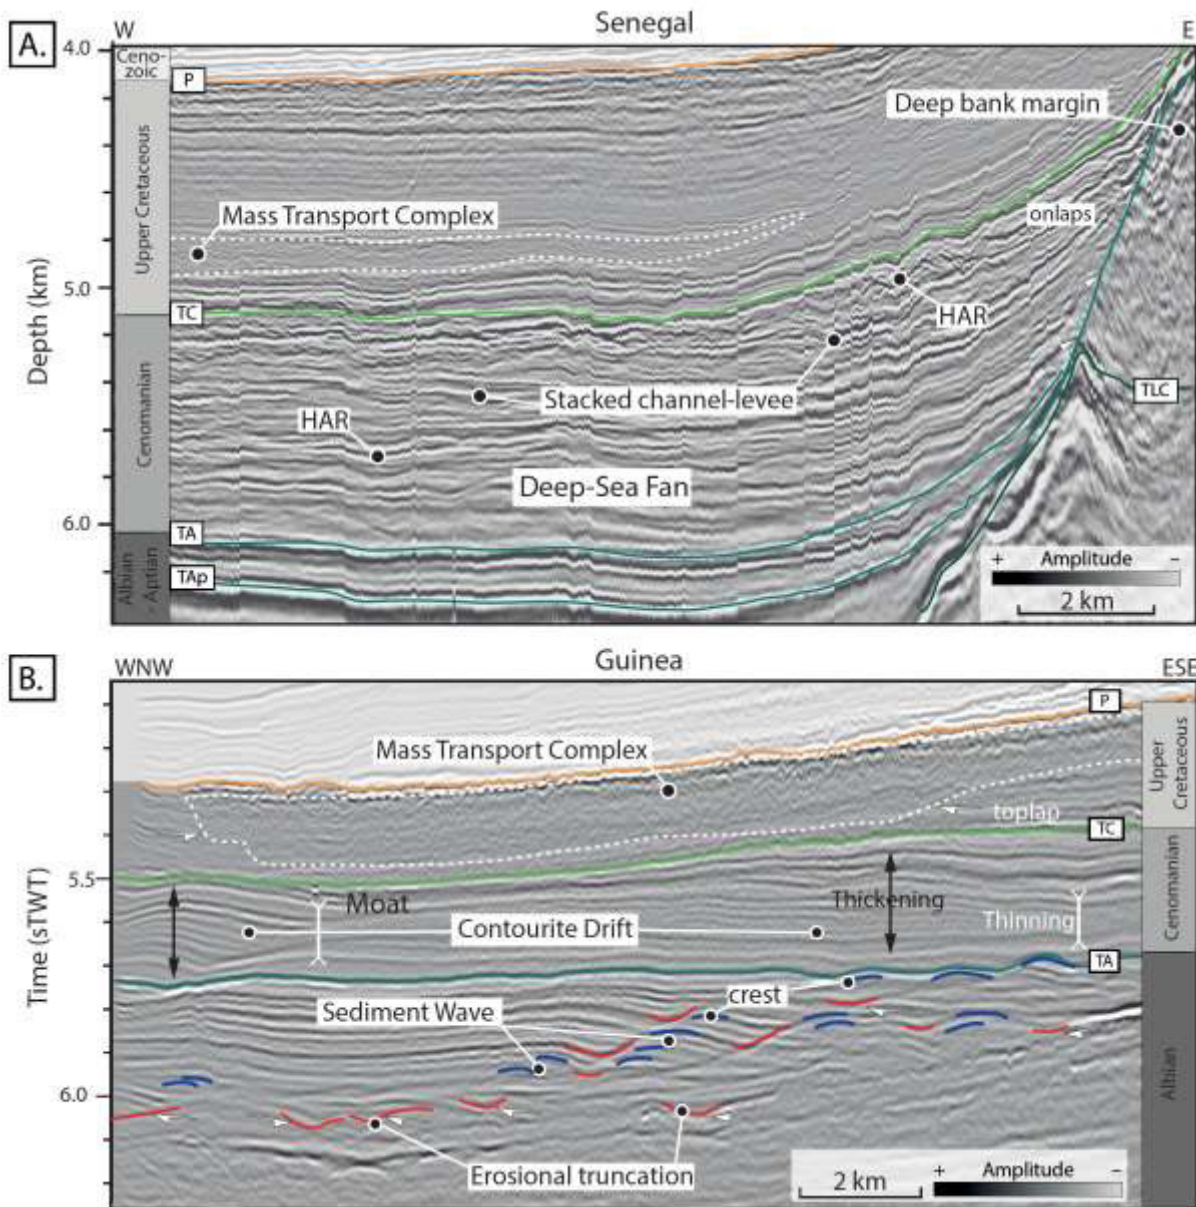 A.
W
Senegal
E
4.0
Ceno-
zoic
P
Deep bank margin
Upper Cretaceous
Mass Transport Complex
onlaps
5.0
TC
HAR
Depth (km)
Stacked channel-levee
TLC
Cenomanian
HAR
Deep-Sea Fan
6.0
TA
TAp
Albian
- Aptian
+ Amplitude −
2 km
B.
WNW
Guinea
ESE
P
Mass Transport Complex
Upper
Cretaceous
toplap
TC
5.5
Moat
Thickening
Thinning
Cenomanian
Contourite Drift
Time (sTWT)
TA
crest
Sediment Wave
6.0
Albian
Erosional truncation
2 km
+ Amplitude −